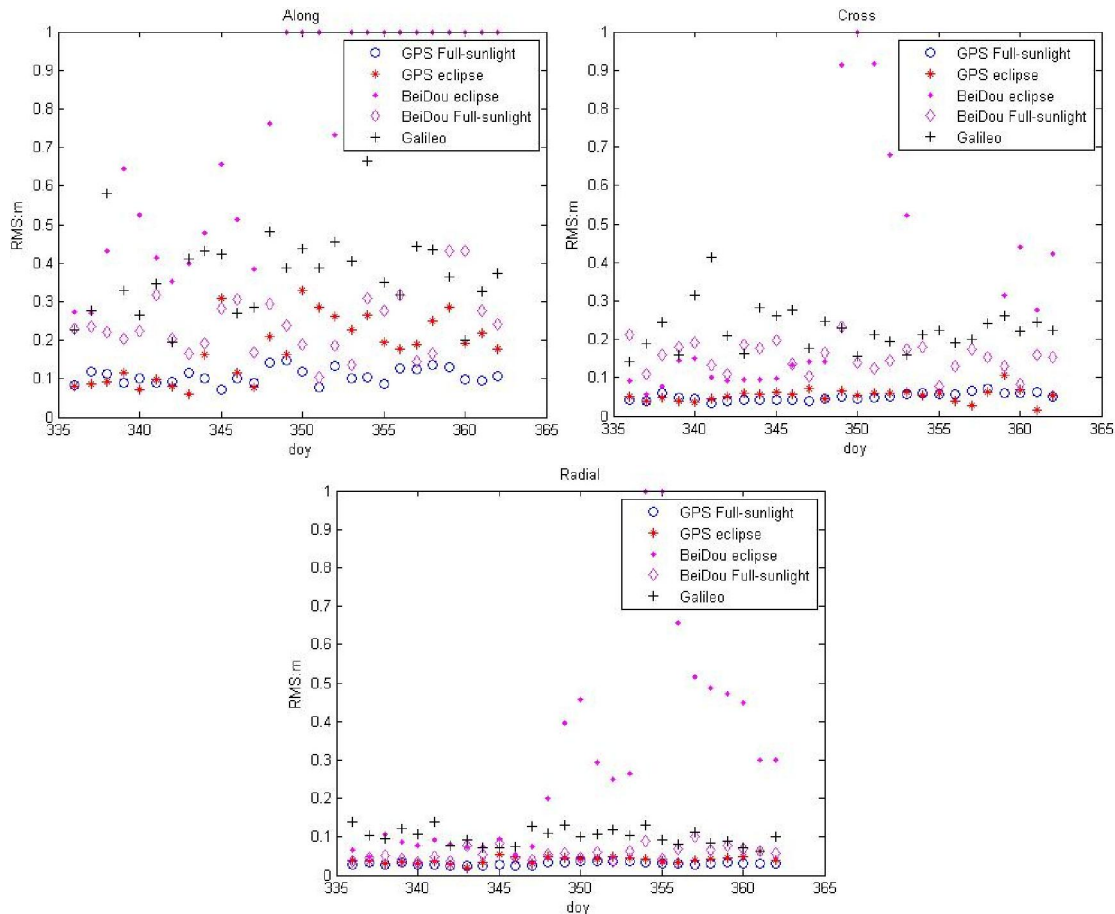 Along
1
0.9
0.8
0.7
0.6
0.5
0.4
0.3
0.2
0.1
0
RMS:m
335 340 345 350 355 360 365
doy
GPS Full-sunlight
GPS eclipse
BeiDou eclipse
BeiDou Full-sunlight
Galileo
Cross
1
0.9
0.8
0.7
0.6
0.5
0.4
0.3
0.2
0.1
0
RMS:m
335 340 345 350 355 360 365
doy
GPS Full-sunlight
GPS eclipse
BeiDou eclipse
BeiDou Full-sunlight
Galileo
Radial
1
0.9
0.8
0.7
0.6
0.5
0.4
0.3
0.2
0.1
0
RMS:m
335 340 345 350 355 360 365
doy
GPS Full-sunlight
GPS eclipse
BeiDou eclipse
BeiDou Full-sunlight
Galileo